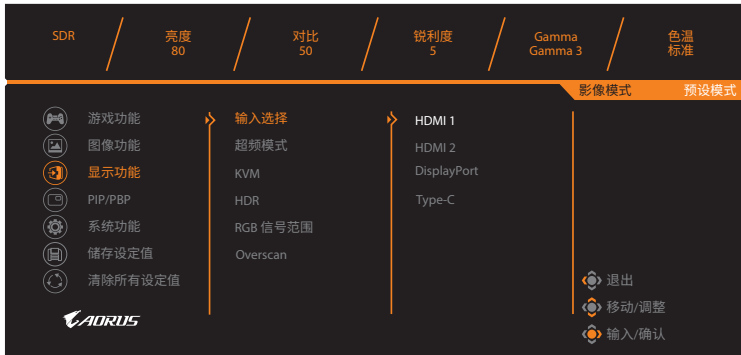 SDR 亮度 对比 锐利度 Gamma 色温
80 50 5 Gamma 3 标准
影像模式 预设模式
游戏功能 输入选择 HDMI 1
图像功能 超频模式 HDMI 2
显示功能 KVM DisplayPort
PIP/PBP HDR Type-C
系统功能 RGB 信号范围
储存设定值 Overscan
清除所有设定值 退出
移动/调整
AORUS 输入/确认